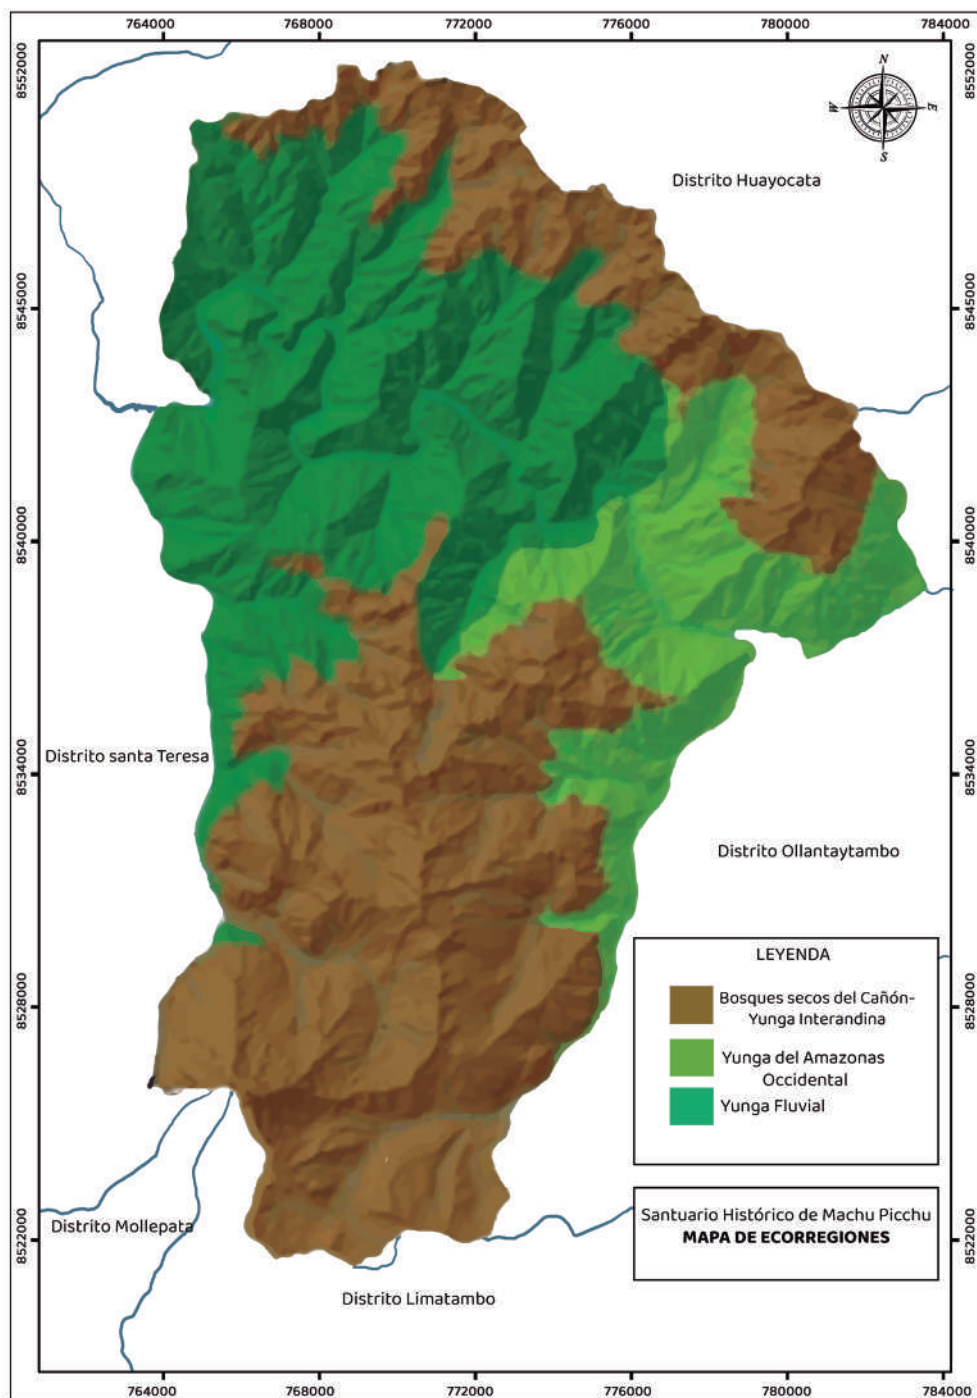 764000 768000 772000 776000 780000 784000
8552000
8552000
N
W E
S
Distrito Huayocata
8545000
8545000
8540000
8540000
Distrito santa Teresa
8534000
8534000
Distrito Ollantaytambo
LEYENDA
Bosques secos del Cañón-
Yunga Interandina
Yunga del Amazonas
Occidental
Yunga Fluvial
8528000
8528000
Santuario Histórico de Machu Picchu
MAPA DE ECORREGIONES
Distrito Mollepata
8522000
8522000
Distrito Limatambo
764000 768000 772000 776000 780000 784000